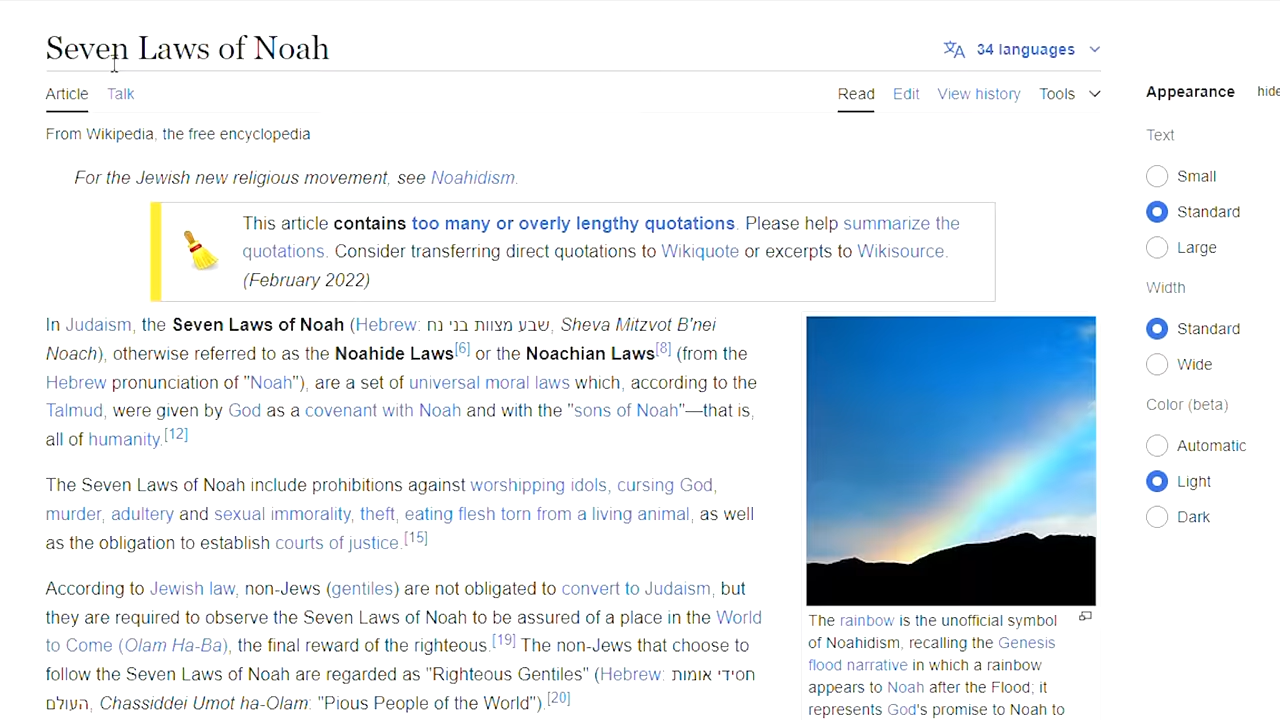 Seven Laws of Noah
34 languages
Article Talk
Read Edit View history Tools
From Wikipedia, the free encyclopedia
For the Jewish new religious movement, see Noahidism.
This article contains too many or overly lengthy quotations. Please help summarize the
quotations. Consider transferring direct quotations to Wikiquote or excerpts to Wikisource.
(February 2022)
In Judaism, the Seven Laws of Noah (Hebrew: שבע מצוות בני נח, Sheva Mitzvot B'nei
Noach), otherwise referred to as the Noahide Laws[6] or the Noachian Laws[8] (from the
Hebrew pronunciation of "Noah"), are a set of universal moral laws which, according to the
Talmud, were given by God as a covenant with Noah and with the "sons of Noah"—that is,
all of humanity.[12]
The Seven Laws of Noah include prohibitions against worshipping idols, cursing God,
murder, adultery and sexual immorality, theft, eating flesh torn from a living animal, as well
as the obligation to establish courts of justice.[15]
According to Jewish law, non-Jews (gentiles) are not obligated to convert to Judaism, but
they are required to observe the Seven Laws of Noah to be assured of a place in the World
to Come (Olam Ha-Ba), the final reward of the righteous.[19] The non-Jews that choose to
follow the Seven Laws of Noah are regarded as "Righteous Gentiles" (Hebrew: חסידי אומות
העולם, Chassiddei Umot ha-Olam: "Pious People of the World").[20]
The rainbow is the unofficial symbol
of Noahidism, recalling the Genesis
flood narrative in which a rainbow
appears to Noah after the Flood; it
represents God's promise to Noah to
Appearance hide
Text
Small
Standard
Large
Width
Standard
Wide
Color (beta)
Automatic
Light
Dark